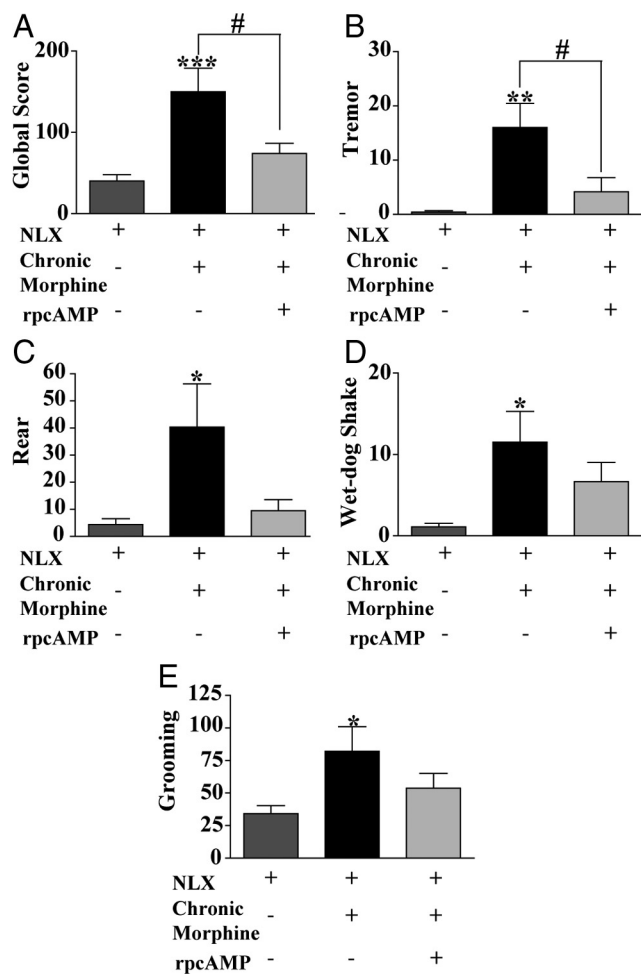 A
B
#
#
200
100
0
Global Score
***
30
20
10
0
Tremor
**
-
NLX + + +
NLX + + +
Chronic
Morphine - + +
Chronic
Morphine - + +
rpcAMP - - +
rpcAMP - - +
C
D
60
50
40
30
20
10
0
Rear
*
20
10
0
Wet-dog Shake
*
NLX + + +
NLX + + +
Chronic
Morphine - + +
Chronic
Morphine - + +
rpcAMP - - +
rpcAMP - - +
E
125
100
75
50
25
0
Grooming
*
NLX + + +
Chronic
Morphine - + +
rpcAMP - - +